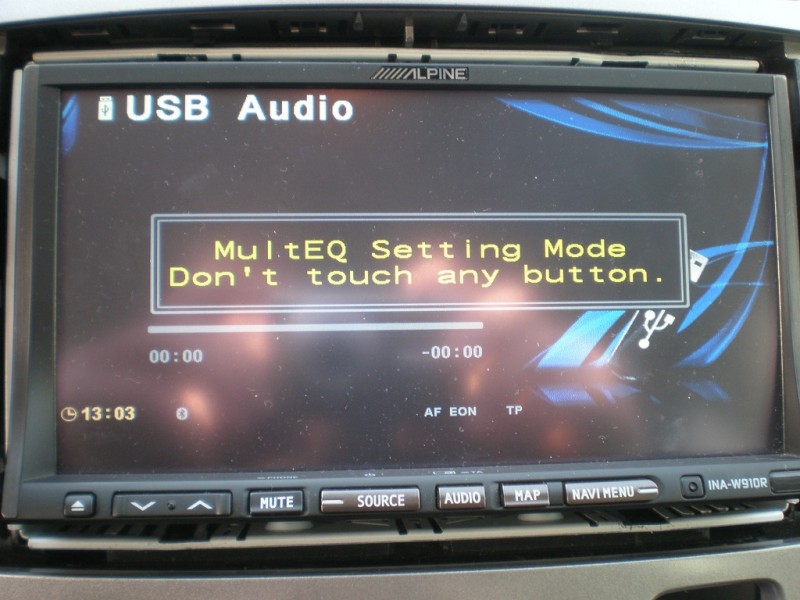 ALPINE
USB Audio
MultEQ Setting Mode
Don't touch any button.
00:00 -00:00
13:03 AF EON TP
MUTE SOURCE AUDIO MAP NAVI MENU INA-W910R